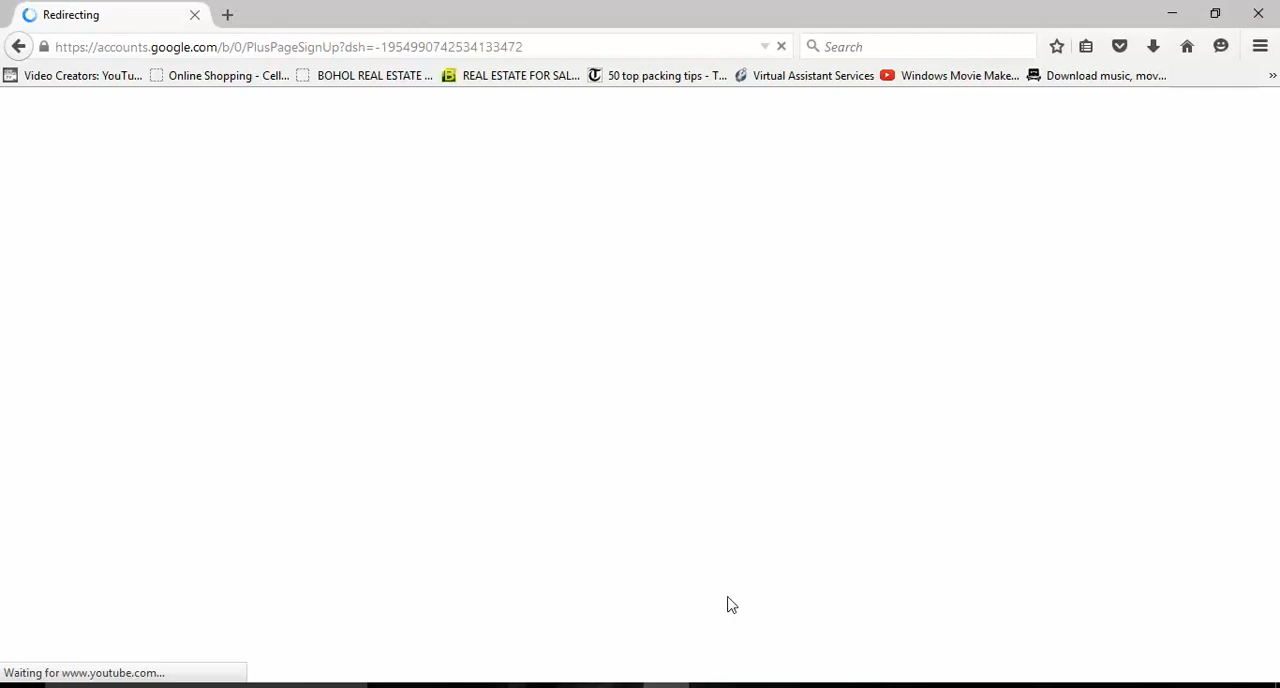 Redirecting
https://accounts.google.com/b/0/PlusPageSignUp?dsh=-1954990742534133472
Search
Video Creators: YouTu...
Online Shopping - Cell...
BOHOL REAL ESTATE ...
REAL ESTATE FOR SAL...
50 top packing tips - T...
Virtual Assistant Services
Windows Movie Make...
Download music, mov...
Waiting for www.youtube.com...